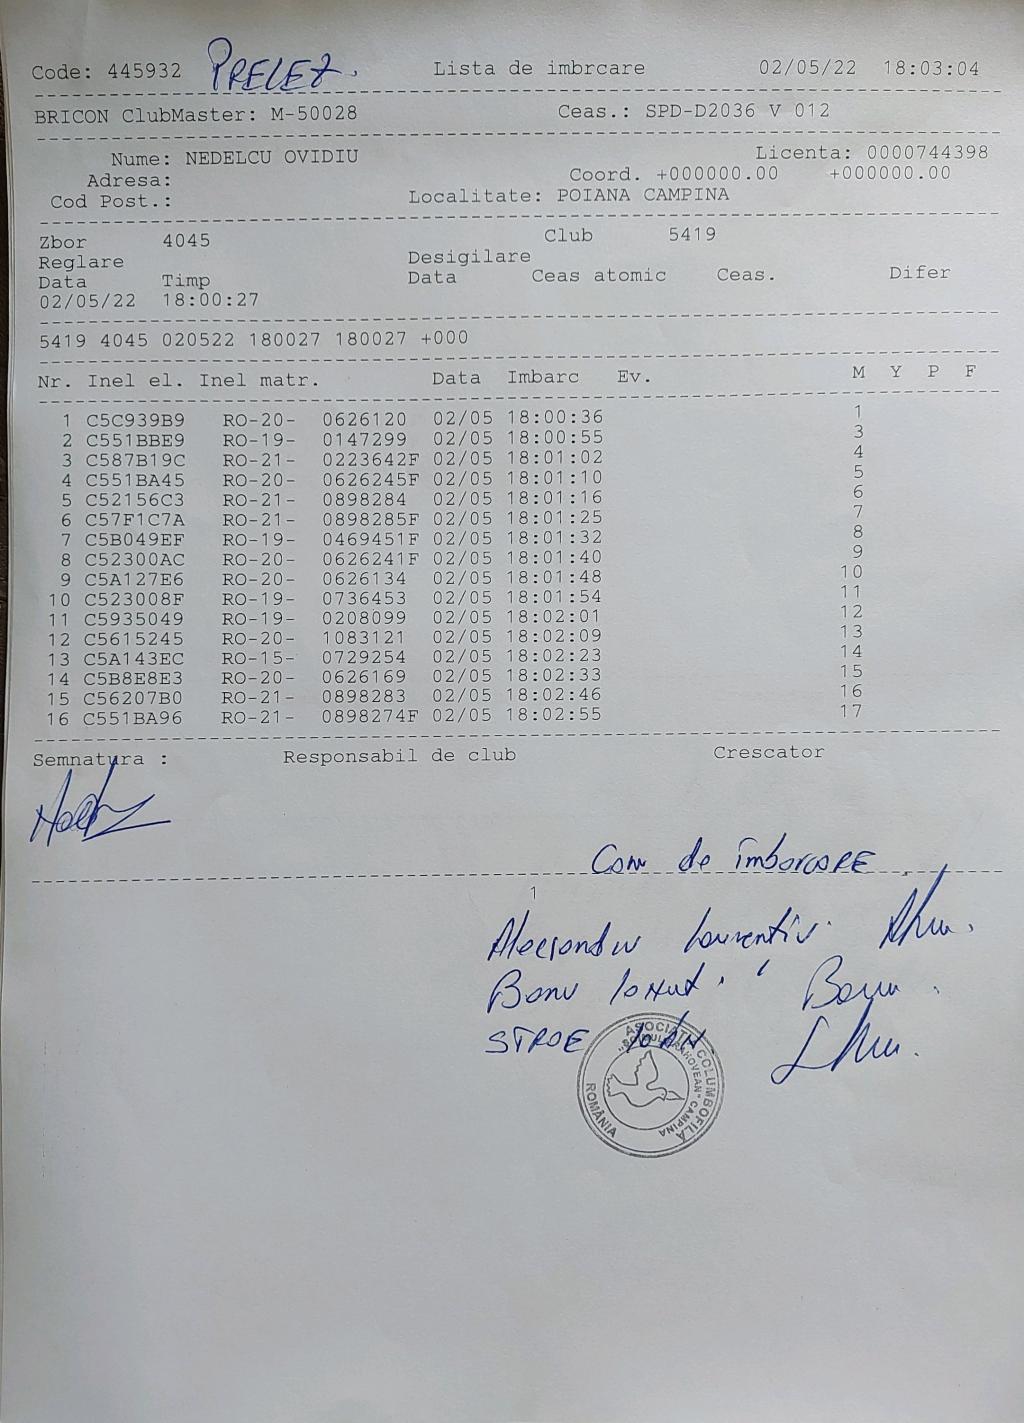 Code: 445932 PRELEZ. Lista de imbrcare 02/05/22 18:03:04
BRICON ClubMaster: M-50028 Ceas.: SPD-D2036 V 012
Nume: NEDELCU OVIDIU Licenta: 0000744398
Adresa: Coord. +000000.00 +000000.00
Cod Post.: Localitate: POIANA CAMPINA
Zbor 4045 Club 5419
Reglare Desigilare
Data Timp Data Ceas atomic Ceas. Difer
02/05/22 18:00:27
5419 4045 020522 180027 180027 +000
Nr. Inel el. Inel matr. Data Imbarc Ev. M Y P F
1 C5C939B9 RO-20- 0626120 02/05 18:00:36 1
2 C551BBE9 RO-19- 0147299 02/05 18:00:55 3
3 C587B19C RO-21- 0223642F 02/05 18:01:02 4
4 C551BA45 RO-20- 0626245F 02/05 18:01:10 5
5 C52156C3 RO-21- 0898284 02/05 18:01:16 6
6 C57F1C7A RO-21- 0898285F 02/05 18:01:25 7
7 C5B049EF RO-19- 0469451F 02/05 18:01:32 8
8 C52300AC RO-20- 0626241F 02/05 18:01:40 9
9 C5A127E6 RO-20- 0626134 02/05 18:01:48 10
10 C523008F RO-19- 0736453 02/05 18:01:54 11
11 C5935049 RO-19- 0208099 02/05 18:02:01 12
12 C5615245 RO-20- 1083121 02/05 18:02:09 13
13 C5A143EC RO-15- 0729254 02/05 18:02:23 14
14 C5B8E8E3 RO-20- 0626169 02/05 18:02:33 15
15 C56207B0 RO-21- 0898283 02/05 18:02:46 16
16 C551BA96 RO-21- 0898274F 02/05 18:02:55 17
Semnatura : Responsabil de club Crescator
Com de îmbarcare
1
Alecsandru Laurentiu
Banu Ionut
STROE IOAN
ASOCIATIA COLUMBOFILA
PRAHOVEAN" CAMPINA
ROMÂNIA